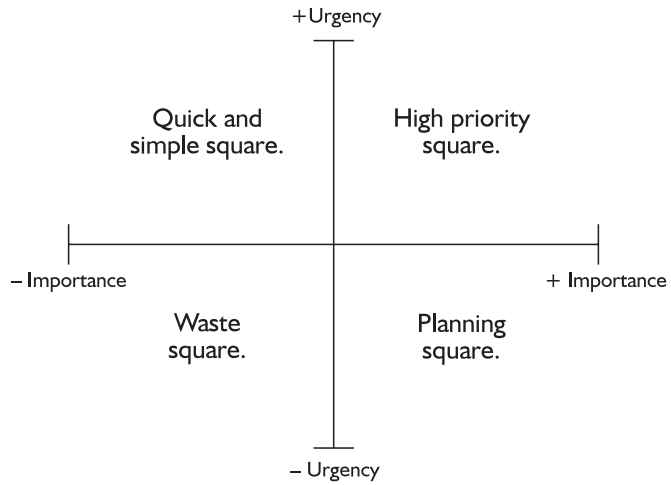 +Urgency
Quick and
simple square.
High priority
square.
– Importance
+ Importance
Waste
square.
Planning
square.
– Urgency